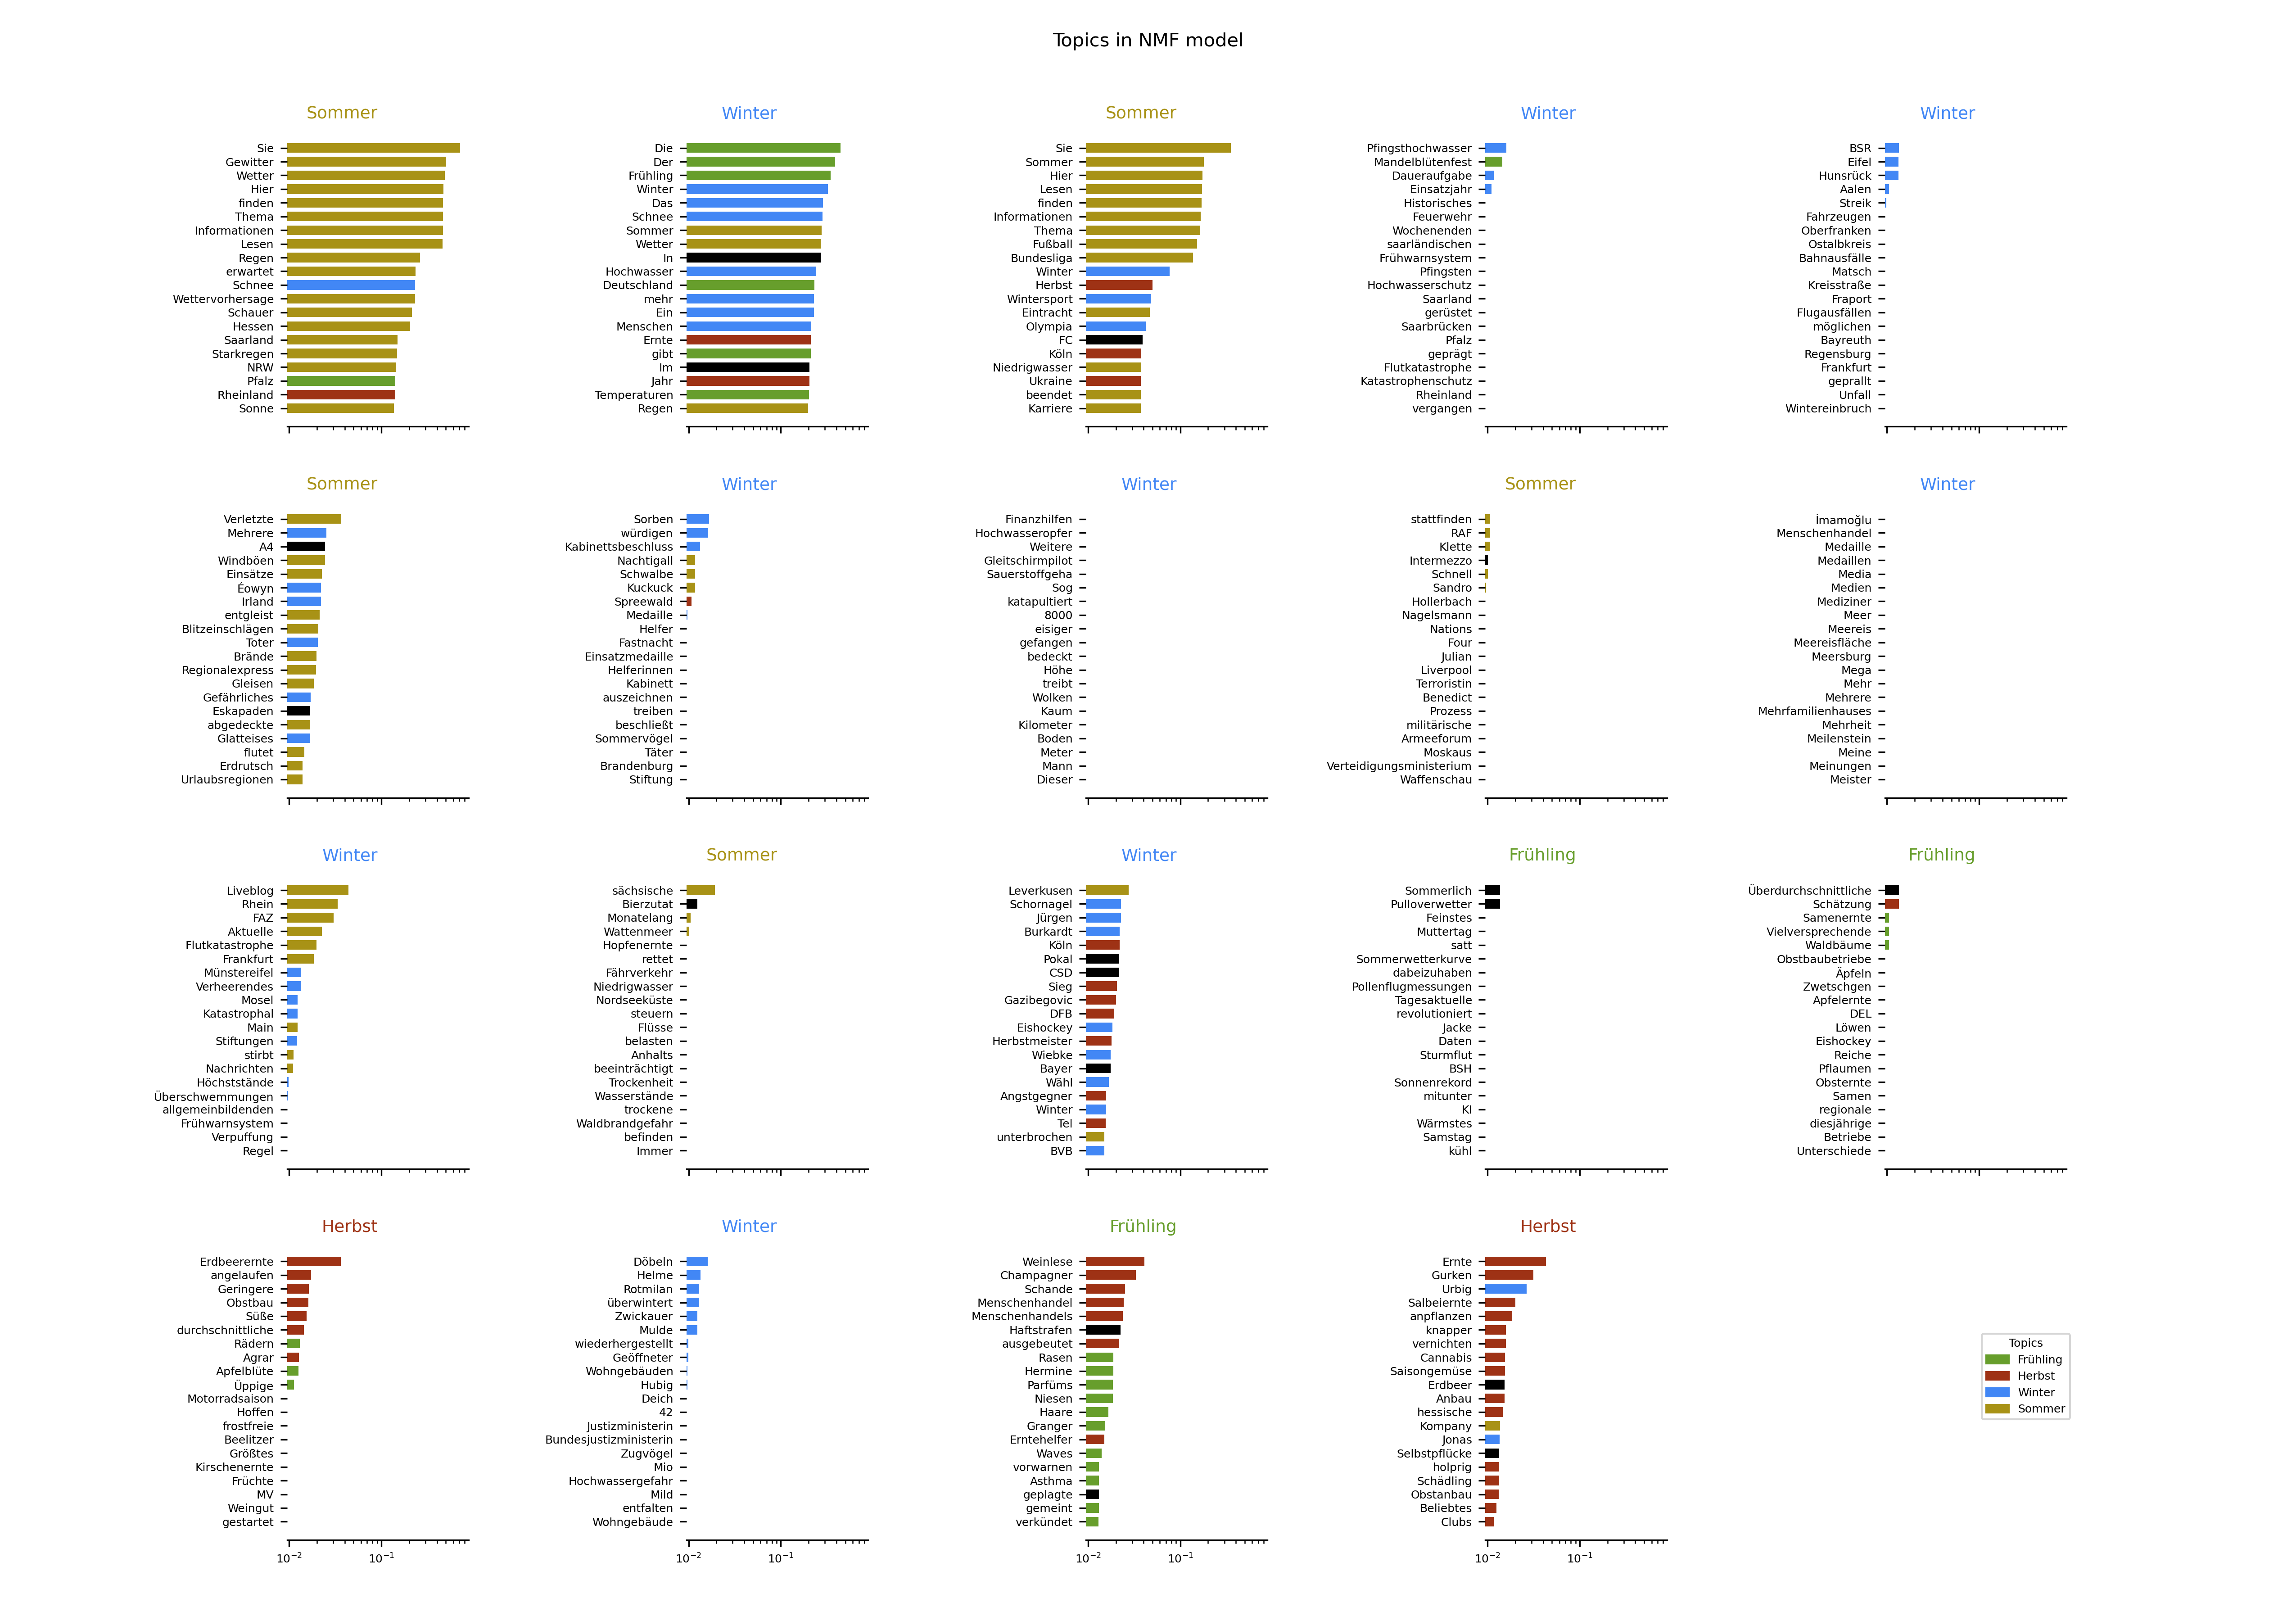 Topics in NMF model
Sommer
Sie
Gewitter
Wetter
Hier
finden
Thema
Informationen
Lesen
Regen
erwartet
Schnee
Wettervorhersage
Schauer
Hessen
Saarland
Starkregen
NRW
Pfalz
Rheinland
Sonne
Winter
Die
Der
Frühling
Winter
Das
Schnee
Sommer
Wetter
In
Hochwasser
Deutschland
mehr
Ein
Menschen
Ernte
gibt
Im
Jahr
Temperaturen
Regen
Sommer
Sie
Sommer
Hier
Lesen
finden
Informationen
Thema
Fußball
Bundesliga
Winter
Herbst
Wintersport
Eintracht
Olympia
FC
Köln
Niedrigwasser
Ukraine
beendet
Karriere
Winter
Pfingsthochwasser
Mandelblütenfest
Daueraufgabe
Einsatzjahr
Historisches
Feuerwehr
Wochenenden
saarländischen
Frühwarnsystem
Pfingsten
Hochwasserschutz
Saarland
gerüstet
Saarbrücken
Pfalz
geprägt
Flutkatastrophe
Katastrophenschutz
Rheinland
vergangen
Winter
BSR
Eifel
Hunsrück
Aalen
Streik
Fahrzeugen
Oberfranken
Ostalbkreis
Bahnausfälle
Matsch
Kreisstraße
Fraport
Flugausfällen
möglichen
Bayreuth
Regensburg
Frankfurt
geprallt
Unfall
Wintereinbruch
Sommer
Verletzte
Mehrere
A4
Windböen
Einsätze
Éowyn
Irland
entgleist
Blitzeinschlägen
Toter
Brände
Regionalexpress
Gleisen
Gefährliches
Eskapaden
abgedeckte
Glatteises
flutet
Erdrutsch
Urlaubsregionen
Winter
Sorben
würdigen
Kabinettsbeschluss
Nachtigall
Schwalbe
Kuckuck
Spreewald
Medaille
Helfer
Fastnacht
Einsatzmedaille
Helferinnen
Kabinett
auszeichnen
treiben
beschließt
Sommervögel
Täter
Brandenburg
Stiftung
Winter
Finanzhilfen
Hochwasseropfer
Weitere
Gleitschirmpilot
Sauerstoffgeha
Sog
katapultiert
8000
eisiger
gefangen
bedeckt
Höhe
treibt
Wolken
Kaum
Kilometer
Boden
Meter
Mann
Dieser
Sommer
stattfinden
RAF
Klette
Intermezzo
Schnell
Sandro
Hollerbach
Nagelsmann
Nations
Four
Julian
Liverpool
Terroristin
Benedict
Prozess
militärische
Armeeforum
Moskaus
Verteidigungsministerium
Waffenschau
Winter
İmamoğlu
Menschenhandel
Medaille
Medaillen
Media
Medien
Mediziner
Meer
Meereis
Meereisfläche
Meersburg
Mega
Mehr
Mehrere
Mehrfamilienhauses
Mehrheit
Meilenstein
Meine
Meinungen
Meister
Winter
Liveblog
Rhein
FAZ
Aktuelle
Flutkatastrophe
Frankfurt
Münstereifel
Verheerendes
Mosel
Katastrophal
Main
Stiftungen
stirbt
Nachrichten
Höchststände
Überschwemmungen
allgemeinbildenden
Frühwarnsystem
Verpuffung
Regel
Sommer
sächsische
Bierzutat
Monatelang
Wattenmeer
Hopfenernte
rettet
Fährverkehr
Niedrigwasser
Nordseeküste
steuern
Flüsse
belasten
Anhalts
beeinträchtigt
Trockenheit
Wasserstände
trockene
Waldbrandgefahr
befinden
Immer
Winter
Leverkusen
Schornagel
Jürgen
Burkardt
Köln
Pokal
CSD
Sieg
Gazibegovic
DFB
Eishockey
Herbstmeister
Wiebke
Bayer
Wähl
Angstgegner
Winter
Tel
unterbrochen
BVB
Frühling
Sommerlich
Pulloverwetter
Feinstes
Muttertag
satt
Sommerwetterkurve
dabeizuhaben
Pollenflugmessungen
Tagesaktuelle
revolutioniert
Jacke
Daten
Sturmflut
BSH
Sonnenrekord
mitunter
KI
Wärmstes
Samstag
kühl
Frühling
Überdurchschnittliche
Schätzung
Samenernte
Vielversprechende
Waldbäume
Obstbaubetriebe
Äpfeln
Zwetschgen
Apfelernte
DEL
Löwen
Eishockey
Reiche
Pflaumen
Obsternte
Samen
regionale
diesjährige
Betriebe
Unterschiede
Herbst
Erdbeerernte
angelaufen
Geringere
Obstbau
Süße
durchschnittliche
Rädern
Agrar
Apfelblüte
Üppige
Motorradsaison
Hoffen
frostfreie
Beelitzer
Größtes
Kirschenernte
Früchte
MV
Weingut
gestartet
10⁻² 10⁻¹
Winter
Döbeln
Helme
Rotmilan
überwintert
Zwickauer
Mulde
wiederhergestellt
Geöffneter
Wohngebäuden
Hubig
Deich
42
Justizministerin
Bundesjustizministerin
Zugvögel
Mio
Hochwassergefahr
Mild
entfalten
Wohngebäude
10⁻² 10⁻¹
Frühling
Weinlese
Champagner
Schande
Menschenhandel
Menschenhandels
Haftstrafen
ausgebeutet
Rasen
Hermine
Parfüms
Niesen
Haare
Granger
Erntehelfer
Waves
vorwarnen
Asthma
geplagte
gemeint
verkündet
10⁻² 10⁻¹
Herbst
Ernte
Gurken
Urbig
Salbeiernte
anpflanzen
knapper
vernichten
Cannabis
Saisongemüse
Erdbeer
Anbau
hessische
Kompany
Jonas
Selbstpflücke
holprig
Schädling
Obstanbau
Beliebtes
Clubs
10⁻² 10⁻¹
Topics
Frühling
Herbst
Winter
Sommer